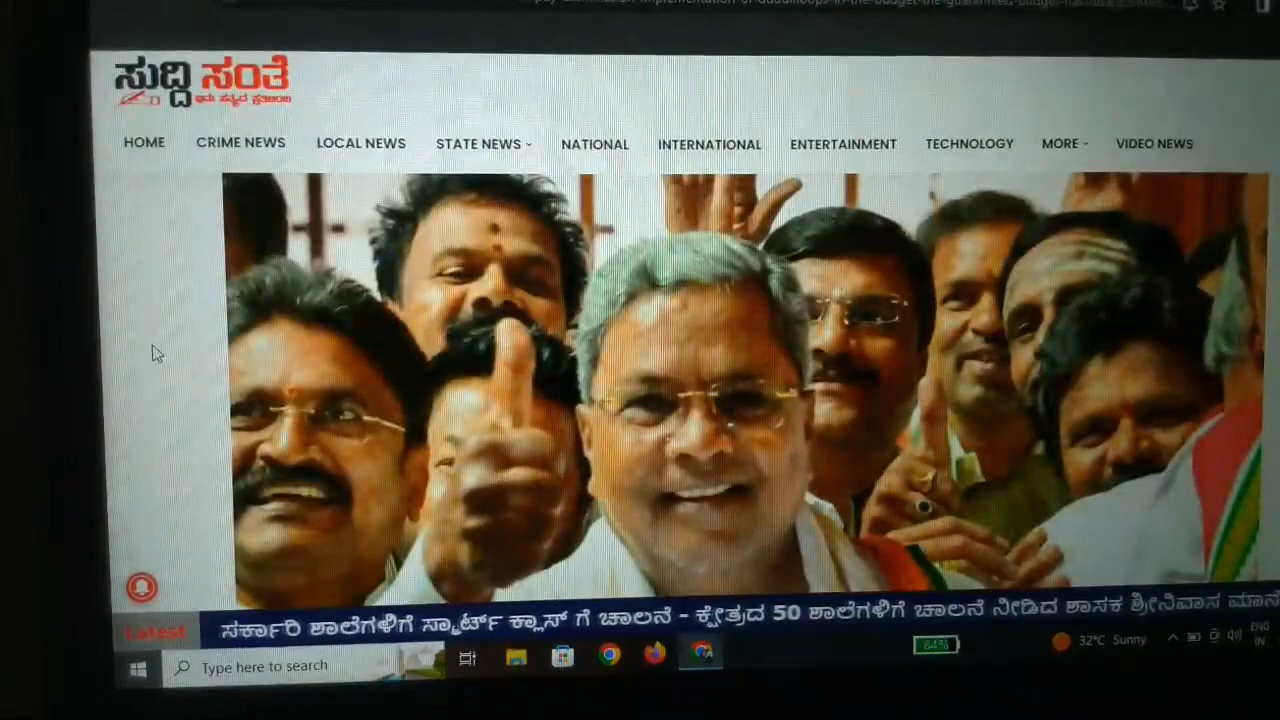 ಸುದ್ದಿ ಸಂತೆ
HOME CRIME NEWS LOCAL NEWS STATE NEWS NATIONAL INTERNATIONAL ENTERTAINMENT TECHNOLOGY MORE VIDEO NEWS
Latest ಸರ್ಕಾರಿ ಶಾಲೆಗಳಿಗೆ ಸ್ಮಾರ್ಟ್ ಕ್ಲಾಸ್ ಗೆ ಚಾಲನೆ - ಕ್ಷೇತ್ರದ 50 ಶಾಲೆಗಳಿಗೆ ಚಾಲನೆ ನೀಡಿದ ಶಾಸಕ ಶ್ರೀನಿವಾಸ ಮಾನ
Type here to search 84% 32°C Sunny ENG
IN